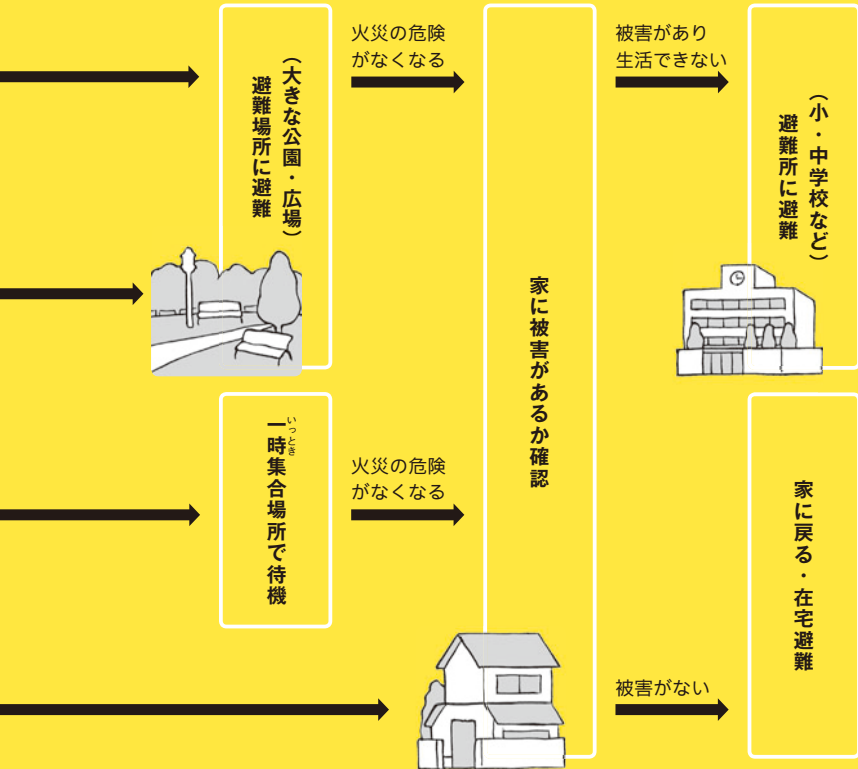 避難場所に避難
（大きな公園・広場）
火災の危険
がなくなる
いっとき
一時集合場所で待機
火災の危険
がなくなる
家に被害があるか確認
被害があり
生活できない
避難所に避難
（小・中学校など）
被害がない
家に戻る・在宅避難